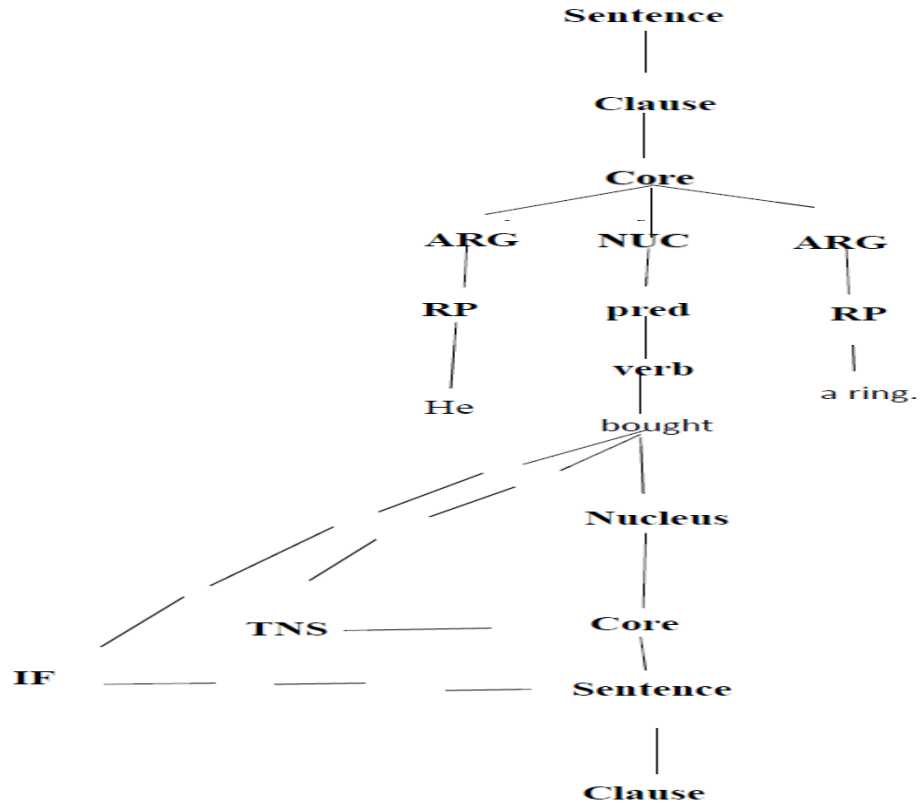 Sentence
Clause
Core
ARG NUC ARG
RP pred RP
verb
He bought a ring.
Nucleus
TNS Core
IF Sentence
Clause